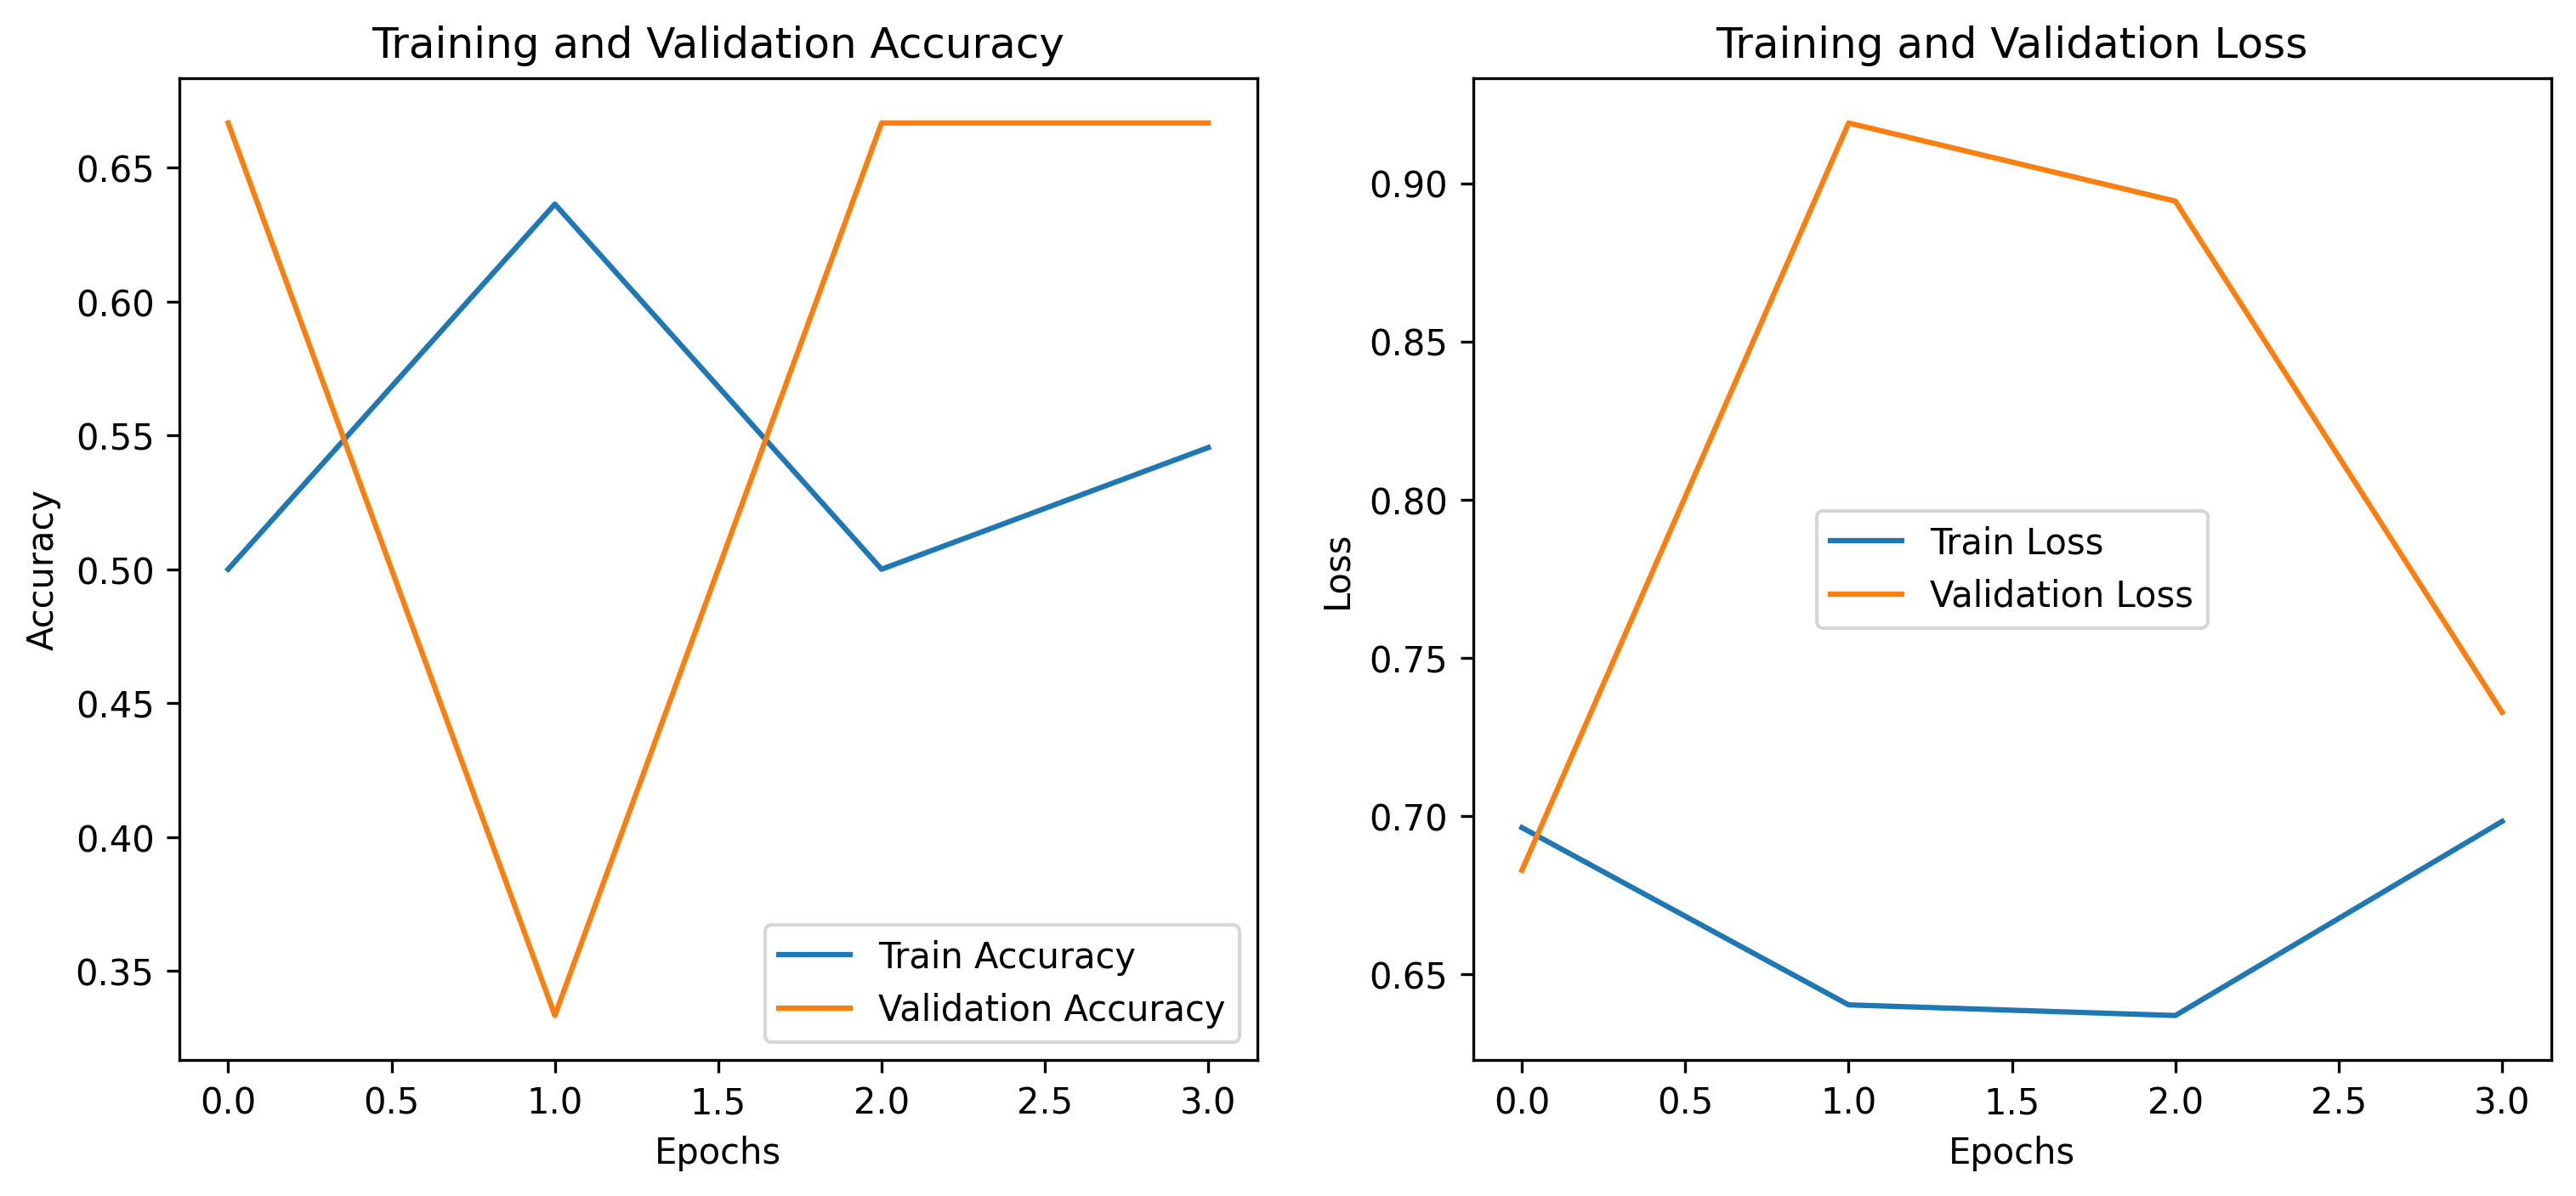 Training and Validation Accuracy
Accuracy
0.65
0.60
0.55
0.50
0.45
0.40
0.35
Train Accuracy
Validation Accuracy
0.0 0.5 1.0 1.5 2.0 2.5 3.0
Epochs
Training and Validation Loss
Loss
0.90
0.85
0.80
0.75
0.70
0.65
Train Loss
Validation Loss
0.0 0.5 1.0 1.5 2.0 2.5 3.0
Epochs